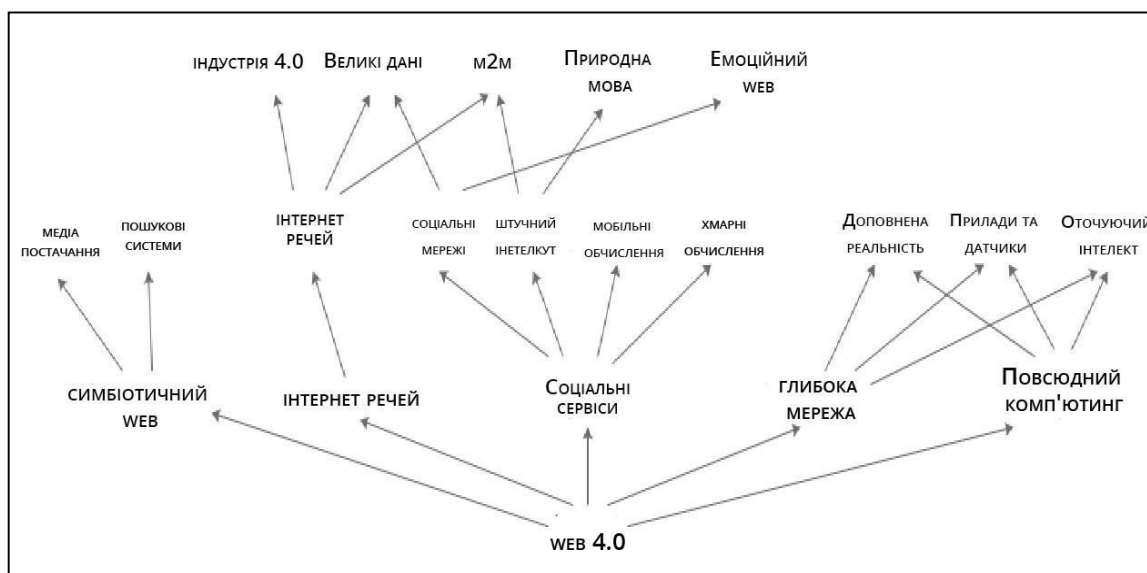 ІНДУСТРІЯ 4.0
ВЕЛИКІ ДАНІ
М2М
ПРИРОДНА
МОВА
ЕМОЦІЙНИЙ
WEB
МЕДІА
ПОСТАЧАННЯ
ПОШУКОВІ
СИСТЕМИ
ІНТЕРНЕТ
РЕЧЕЙ
СОЦІАЛЬНІ
МЕРЕЖІ
ШТУЧНИЙ
ІНЕТЕЛКУТ
МОБІЛЬНІ
ОБЧИСЛЕННЯ
ХМАРНІ
ОБЧИСЛЕННЯ
ДОПОВНЕНА
РЕАЛЬНІСТЬ
ПРИЛАДИ ТА
ДАТЧИКИ
ОТОЧУЮЧИЙ
ІНТЕЛЕКТ
СИМБІОТИЧНИЙ
WEB
ІНТЕРНЕТ РЕЧЕЙ
СОЦІАЛЬНІ
СЕРВІСИ
ГЛИБОКА
МЕРЕЖА
ПОВСЮДНИЙ
КОМП'ЮТИНГ
WEB 4.0